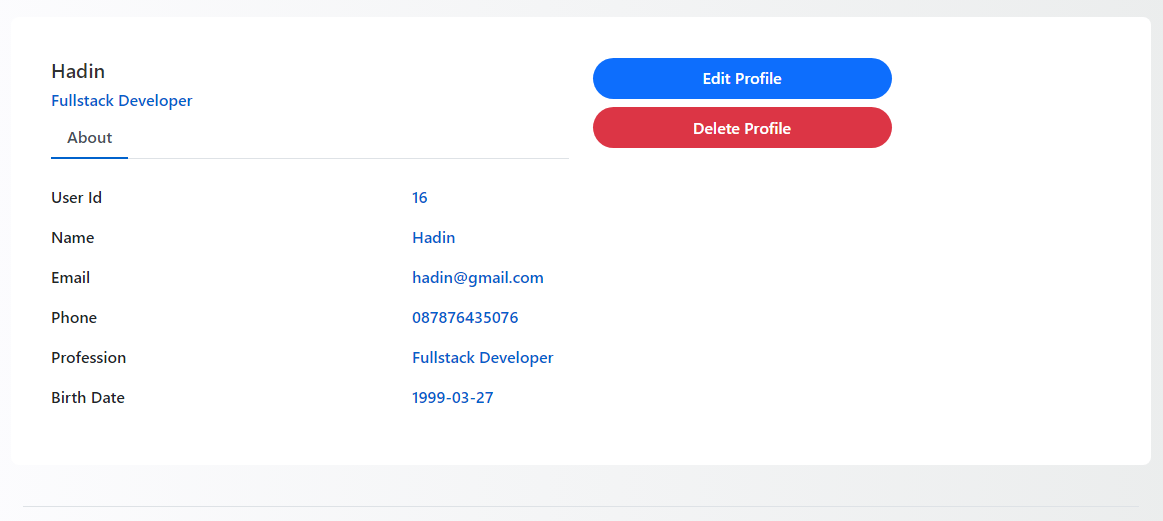 Hadin
Fullstack Developer
About
Edit Profile
Delete Profile
User Id 16
Name Hadin
Email hadin@gmail.com
Phone 087876435076
Profession Fullstack Developer
Birth Date 1999-03-27